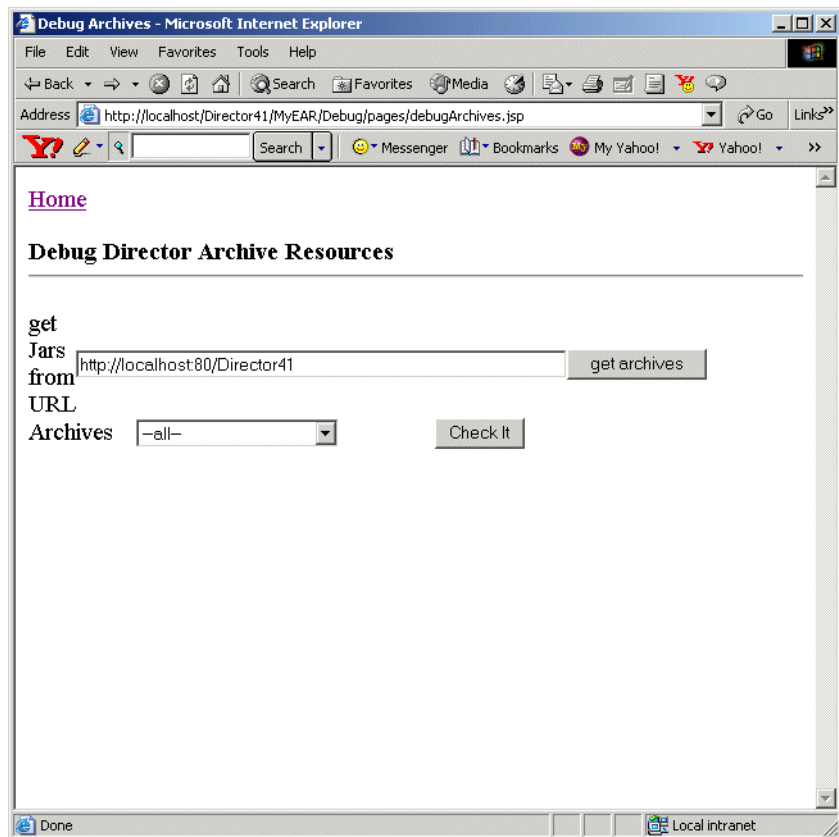 Debug Archives - Microsoft Internet Explorer
File Edit View Favorites Tools Help
Back Search Favorites Media
Address http://localhost/Director41/MyEAR/Debug/pages/debugArchives.jsp Go Links »
Y! Search Messenger Bookmarks My Yahoo! Yahoo! »
Home
Debug Director Archive Resources
get
Jars
from http://localhost:80/Director41 get archives
URL
Archives --all-- Check It
Done Local intranet